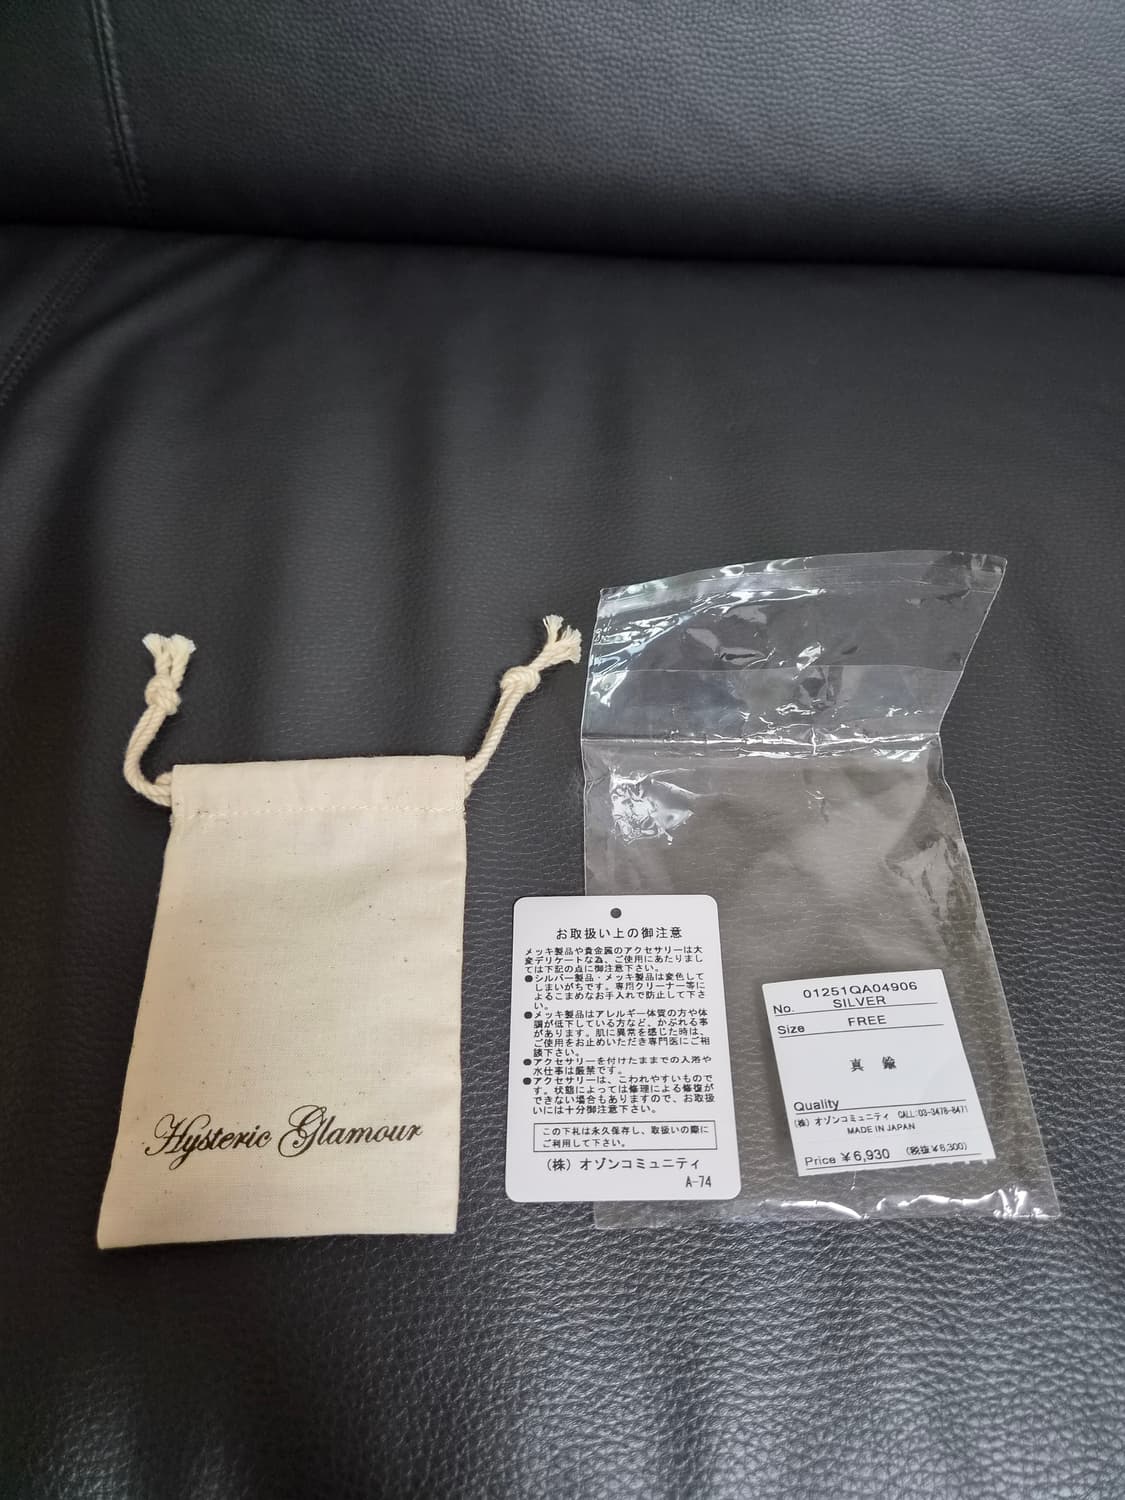 Hysteric Glamour
お取扱い上の御注意
メッキ製品や貴金属のアクセサリーは大
変デリケートな為、ご使用にあたりまし
ては下記の点に御注意下さい。
●シルバー製品・メッキ製品は変色して
しまいがちです。専用クリーナー等に
よるこまめなお手入れで防止して下さ
い。
●メッキ製品はアレルギー体質の方や体
調が低下している方など、かぶれる事
があります。肌に異常を感じた時は、
ご使用をお止めいただき専門医にご相
談下さい。
●アクセサリーを付けたままでの入浴や
水仕事は厳禁です。
●アクセサリーは、こわれやすいもので
す。状態によっては修理による修復が
できない場合もありますので、お取扱
いには十分御注意下さい。
この下札は永久保存し、取扱いの際に
ご利用して下さい。
(株)オゾンコミュニティ
A-74
No. 01251QA04906
SILVER
Size FREE
真鍮
Quality
(株)オゾンコミュニティ CALL:03-3478-8471
MADE IN JAPAN
Price ¥6,930 (税抜¥6,300)